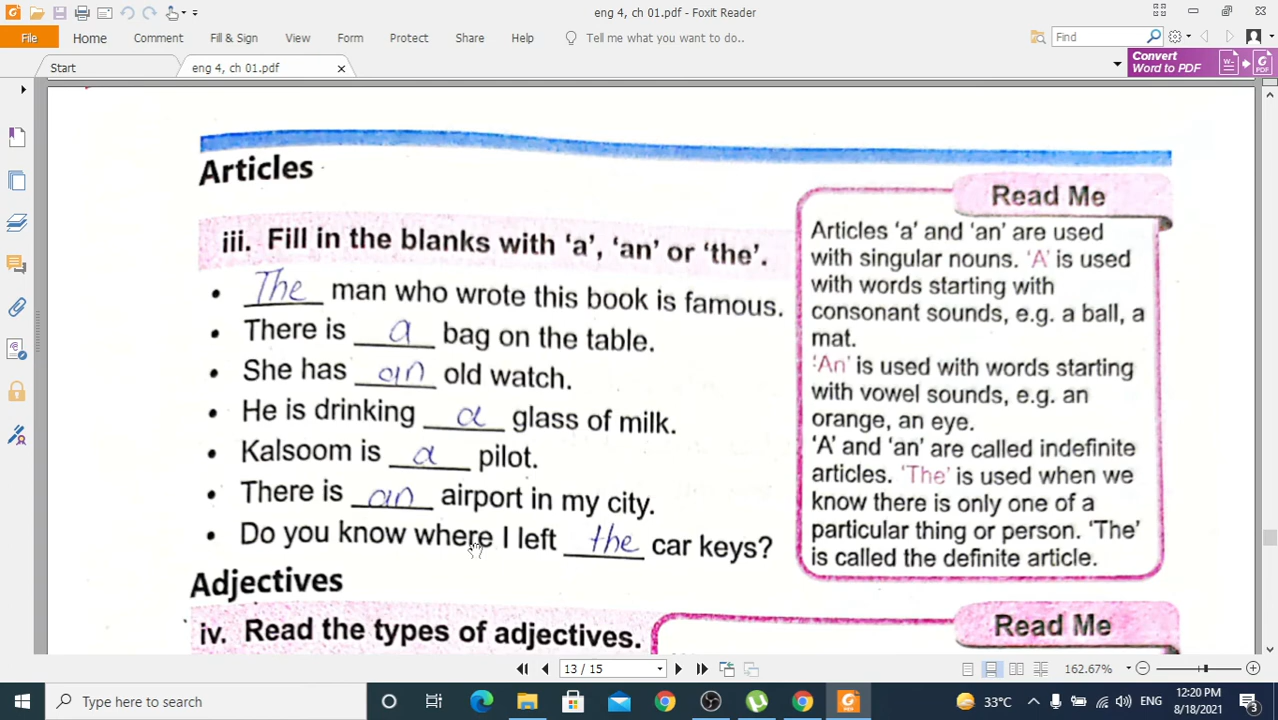 eng 4, ch 01.pdf - Foxit Reader
File Home Comment Fill & Sign View Form Protect Share Help Tell me what you want to do.. Find
Start eng 4, ch 01.pdf
Convert
Word to PDF
Articles
iii. Fill in the blanks with ‘a’, ‘an’ or ‘the’.
• The man who wrote this book is famous.
• There is a bag on the table.
• She has an old watch.
• He is drinking a glass of milk.
• Kalsoom is a pilot.
• There is an airport in my city.
• Do you know where I left the car keys?
Read Me
Articles ‘a’ and ‘an’ are used
with singular nouns. ‘A’ is used
with words starting with
consonant sounds, e.g. a ball, a
mat.
‘An’ is used with words starting
with vowel sounds, e.g. an
orange, an eye.
‘A’ and ‘an’ are called indefinite
articles. ‘The’ is used when we
know there is only one of a
particular thing or person. ‘The’
is called the definite article.
Adjectives
iv. Read the types of adjectives.
Read Me
13 / 15 162.67%
Type here to search
33°C ENG
12:20 PM
8/18/2021
3